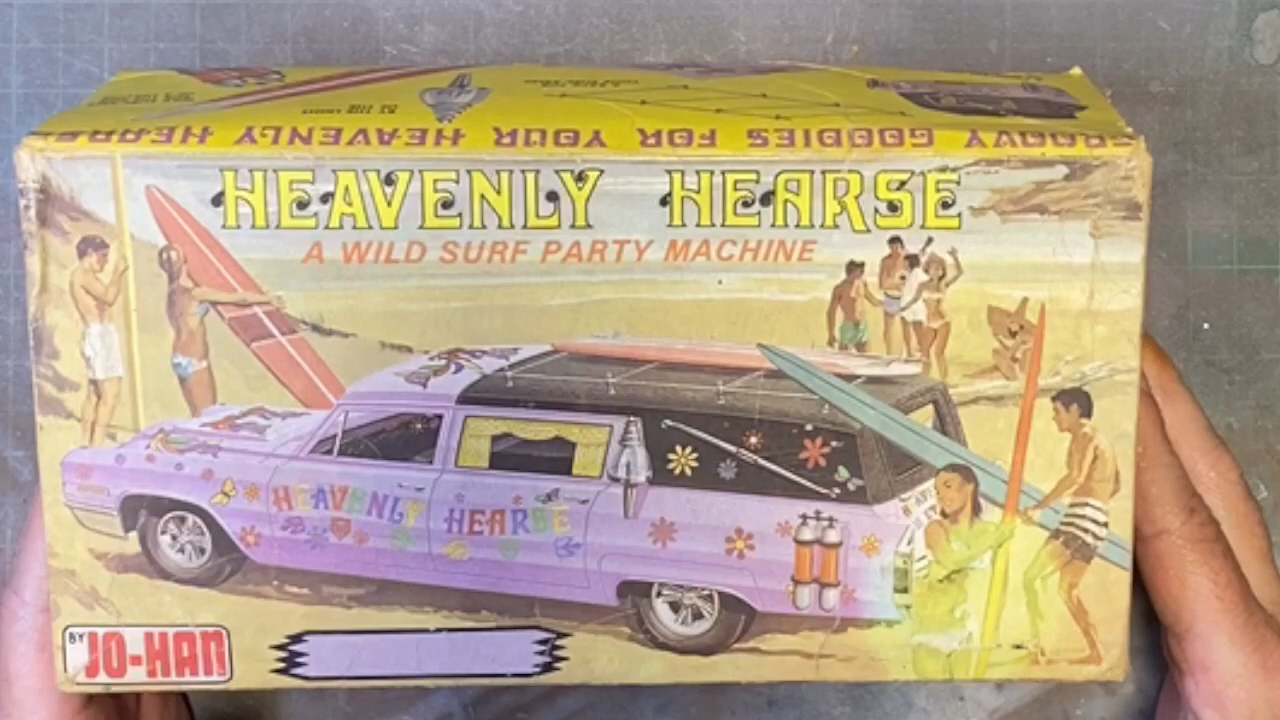 GROOVY GOODIES FOR YOUR HEAVENLY HEARSE
HEAVENLY HEARSE
A WILD SURF PARTY MACHINE
HEAVENLY HEARSE
BY
JO-HAN